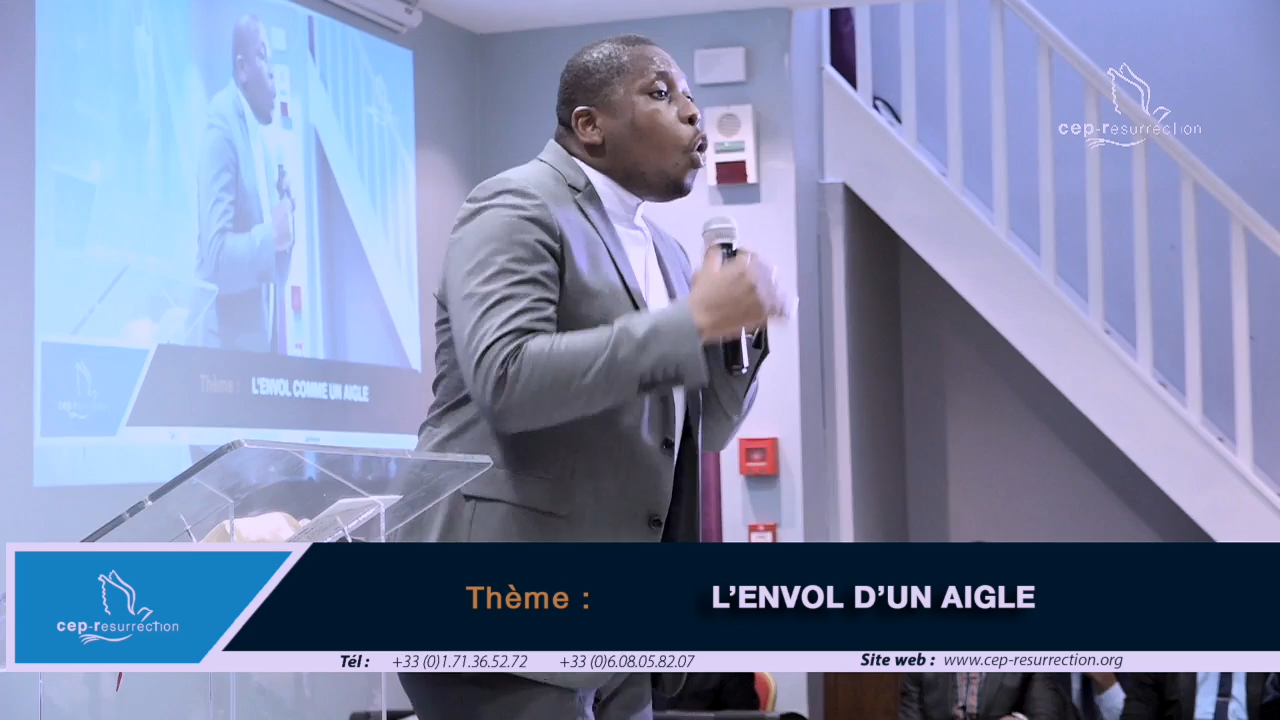 cep-resurrection
Thème : L'ENVOL COMME UN AIGLE
cep-resurrection
Thème : L'ENVOL D'UN AIGLE
cep-resurrection
Tél : +33 (0)1.71.36.52.72 +33 (0)6.08.05.82.07 Site web : www.cep-resurrection.org